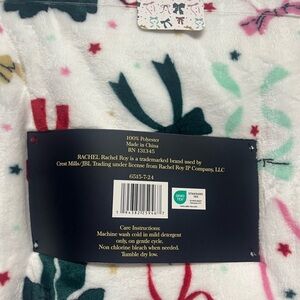 100% Polyester
Made in China
RN 131345
RACHEL Rachel Roy is a trademarked brand used by
Crest Mills/JBL Trading under license from Rachel Roy IP Company, LLC
6515-7-24
Care Instructions:
Machine wash cold in mild detergent
only, on gentle cycle.
Non chlorine bleach when needed.
Tumble dry low.